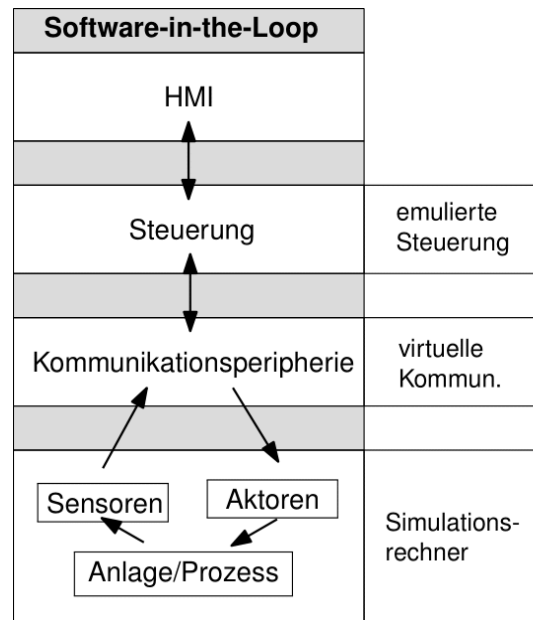 Software-in-the-Loop
HMI
Steuerung
emulierte
Steuerung
Kommunikationsperipherie
virtuelle
Kommun.
Sensoren
Aktoren
Anlage/Prozess
Simulations-
rechner